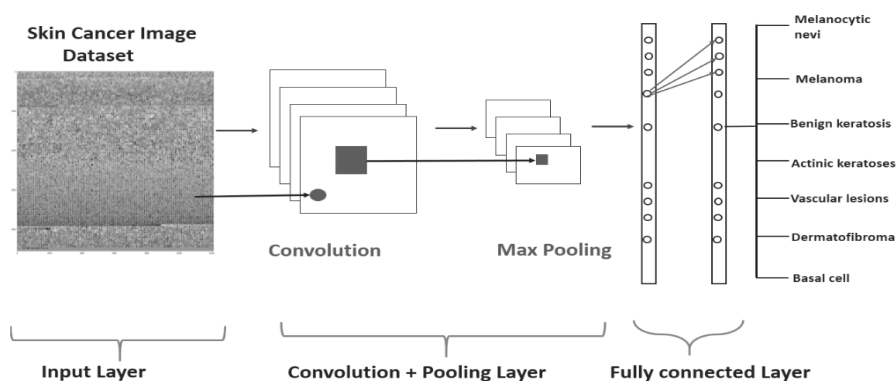 Skin Cancer Image
Dataset
Convolution
Max Pooling
Melanocytic
nevi
Melanoma
Benign keratosis
Actinic keratoses
Vascular lesions
Dermatofibroma
Basal cell
Input Layer
Convolution + Pooling Layer
Fully connected Layer